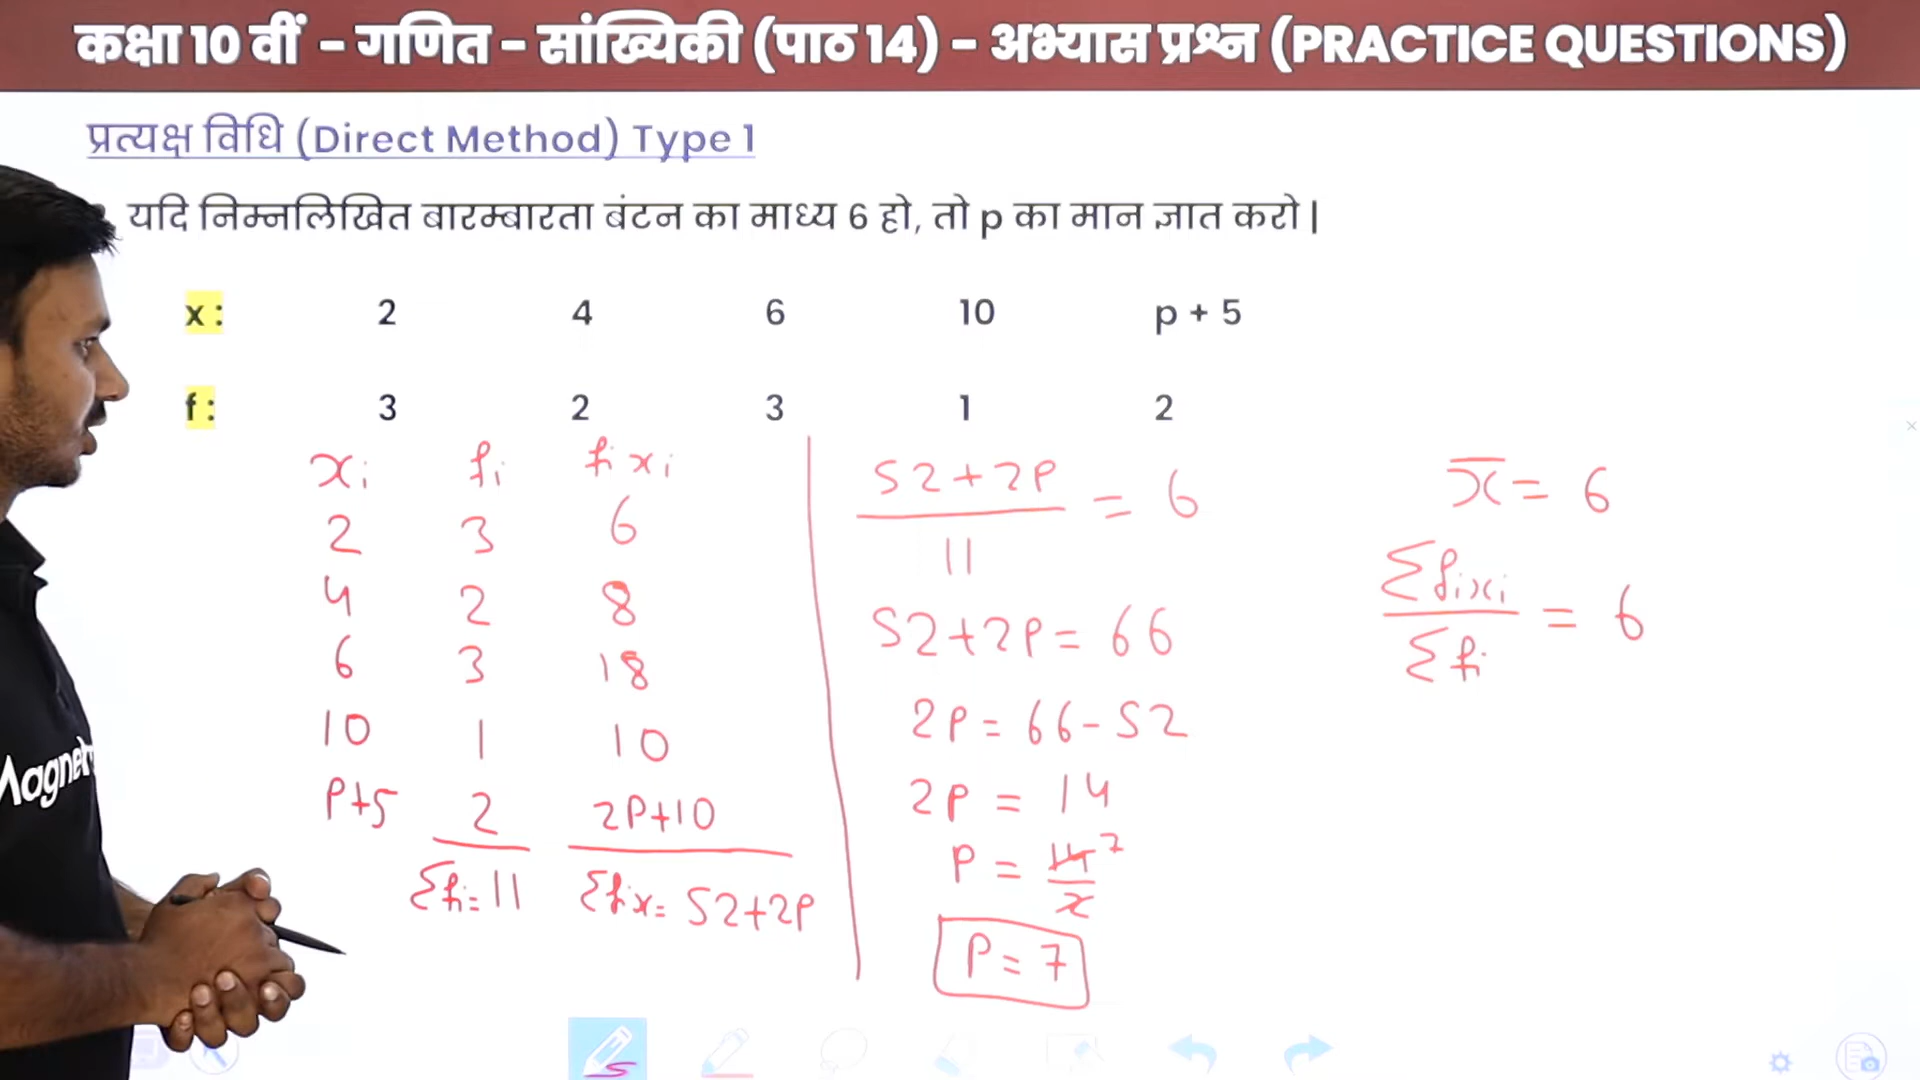 कक्षा 10 वीं - गणित - सांख्यिकी (पाठ 14) - अभ्यास प्रश्न (PRACTICE QUESTIONS)
प्रत्यक्ष विधि (Direct Method) Type 1
यदि निम्नलिखित बारम्बारता बंटन का माध्य 6 हो, तो p का मान ज्ञात करो |
x : 2 4 6 10 p + 5
f : 3 2 3 1 2
xi fi fixi
2 3 6
4 2 8
6 3 18
10 1 10
P+5 2 2P+10
Σfi = 11 Σfix = 52+2P
52+2P / 11 = 6
52+2P = 66
2P = 66-52
2P = 14
P = 14/2 7
P = 7
x̅ = 6
Σfixi / Σfi = 6
Magnet